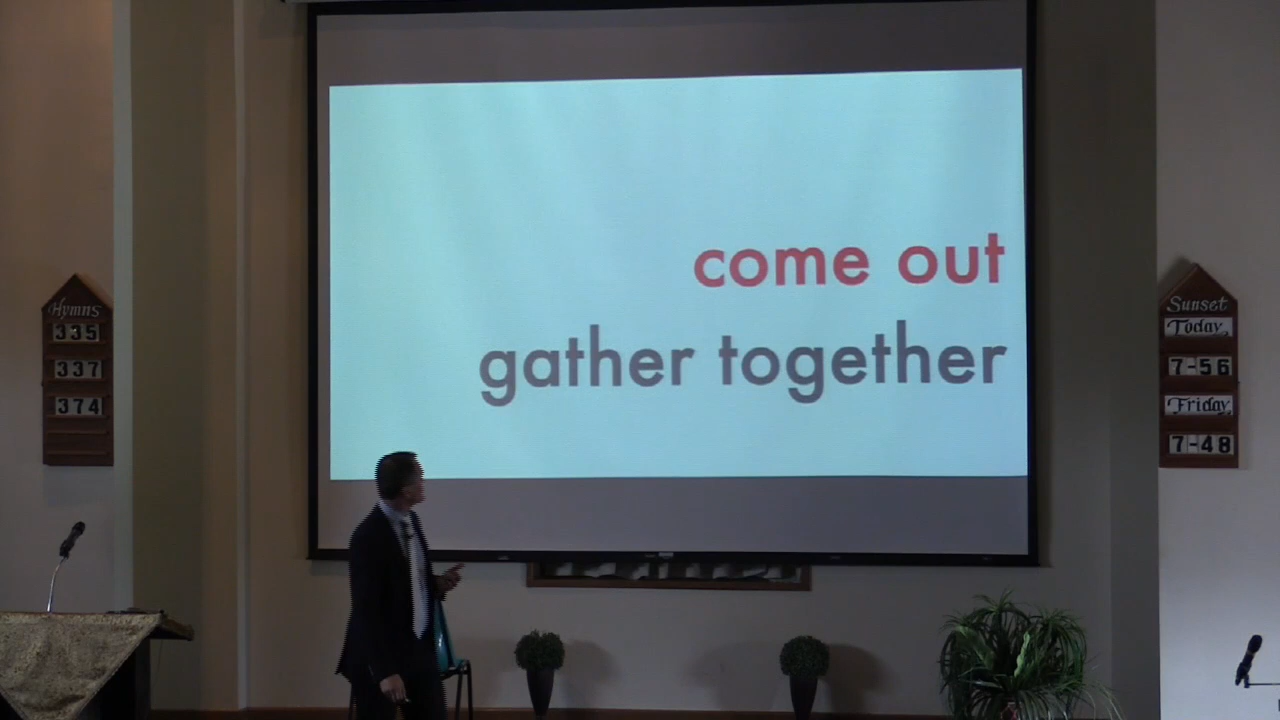 come out
gather together
Hymns
335
337
374
Sunset
Today
7-56
Friday
7-48